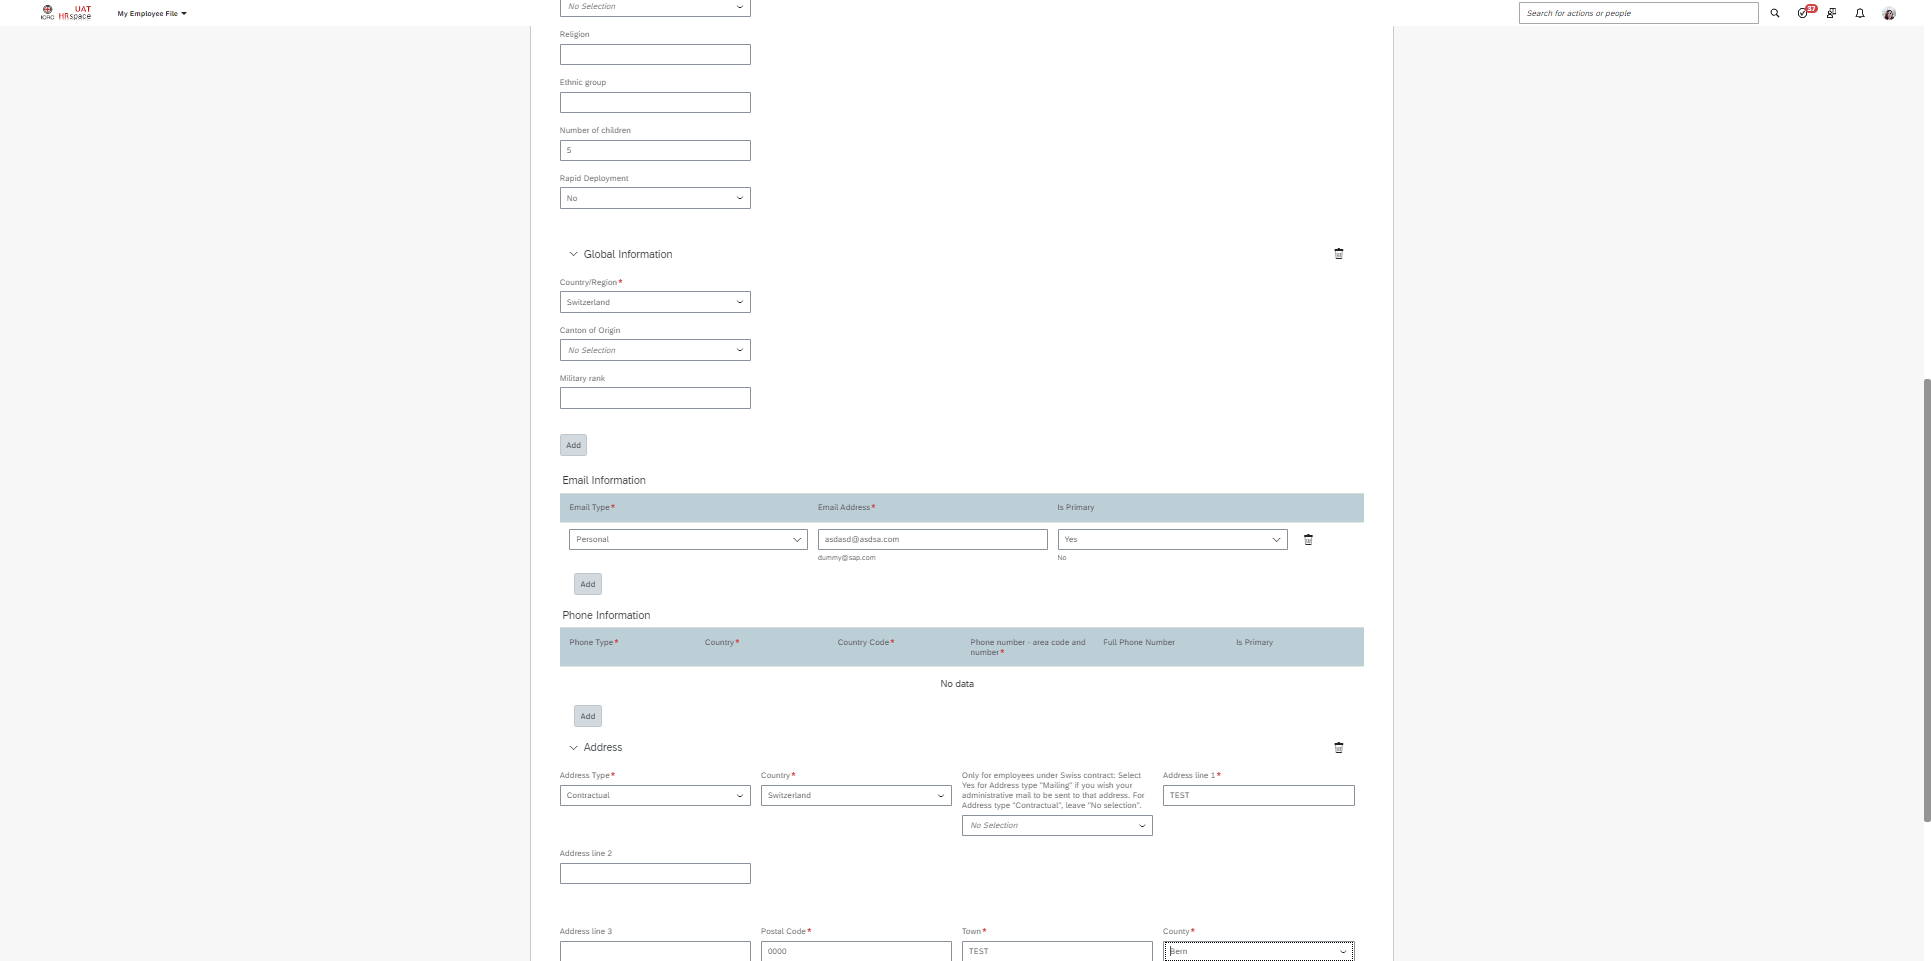 ICRC
UAT
HRspace
My Employee File
Search for actions or people
37
No Selection
Religion
Ethnic group
Number of children
5
Rapid Deployment
No
Global Information
Country/Region*
Switzerland
Canton of Origin
No Selection
Military rank
Add
Email Information
Email Type* Email Address* Is Primary
Personal asdasd@asdsa.com Yes
dummy@sap.com No
Add
Phone Information
Phone Type* Country* Country Code* Phone number - area code and Full Phone Number Is Primary
number*
No data
Add
Address
Address Type* Country* Only for employees under Swiss contract: Select Address line 1*
Yes for Address type "Mailing" if you wish your
administrative mail to be sent to that address. For
Address type "Contractual", leave "No selection".
Contractual Switzerland No Selection TEST
Address line 2
Address line 3 Postal Code* Town* County*
0000 TEST Bern